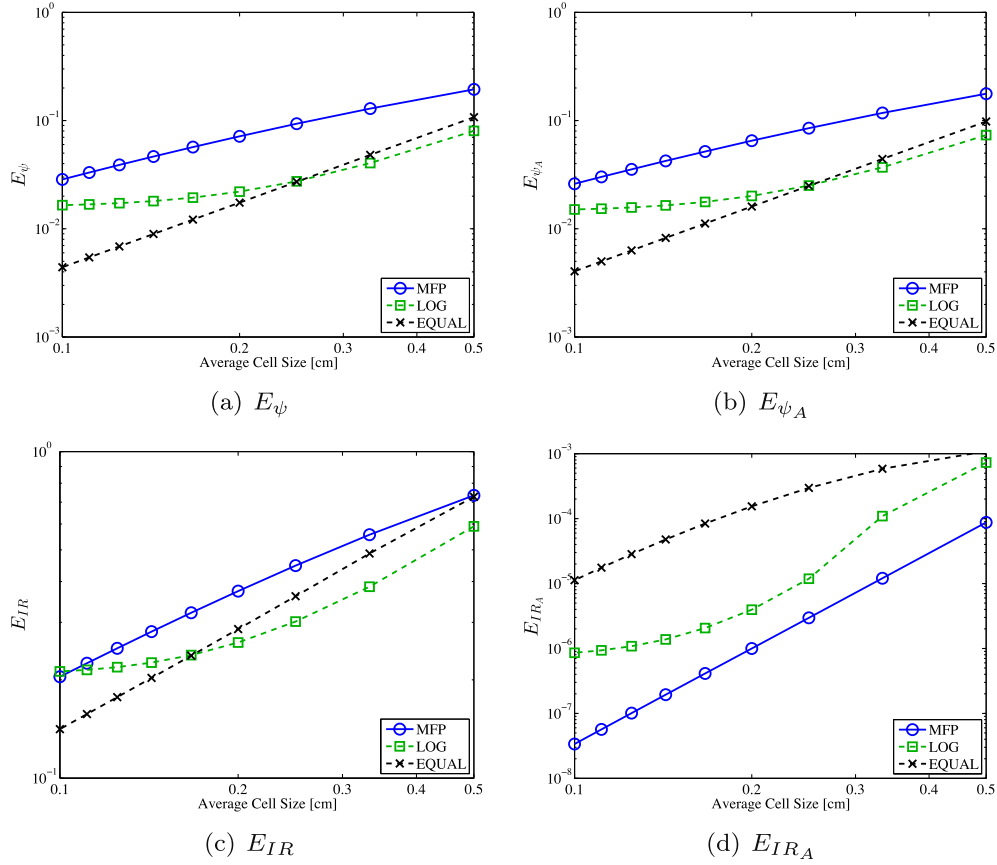 10^0
10^-1
10^-2
10^-3
E_ψ
0.1 0.2 0.3 0.4 0.5
Average Cell Size [cm]
MFP
LOG
EQUAL
(a) E_ψ
10^0
10^-1
10^-2
10^-3
E_ψ_A
0.1 0.2 0.3 0.4 0.5
Average Cell Size [cm]
MFP
LOG
EQUAL
(b) E_ψ_A
10^0
10^-1
E_IR
0.1 0.2 0.3 0.4 0.5
Average Cell Size [cm]
MFP
LOG
EQUAL
(c) E_IR
10^-3
10^-4
10^-5
10^-6
10^-7
10^-8
E_IR_A
0.1 0.2 0.3 0.4 0.5
Average Cell Size [cm]
MFP
LOG
EQUAL
(d) E_IR_A